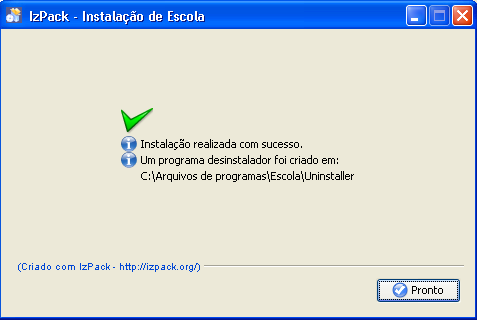 IzPack - Instalação de Escola
Instalação realizada com sucesso.
Um programa desinstalador foi criado em:
C:\Arquivos de programas\Escola\Uninstaller
(Criado com IzPack - http://izpack.org/)
Pronto